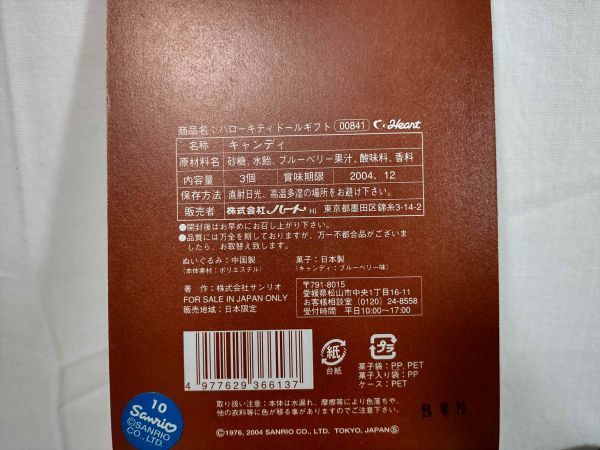 商品名:ハローキティドールギフト 00841 Heart
名称 キャンディ
原材料名 砂糖、水飴、ブルーベリー果汁、酸味料、香料
内容量 3個 賞味期限 2004. 12
保存方法 直射日光、高温多湿の場所をお避け下さい。
販売者 株式会社ハート HI 東京都墨田区錦糸3-14-2
●開封後はお早めにお召し上がり下さい。
●品質には万全を期しておりますが、万一不都合品がございま
したら、お取替え致します。
ぬいぐるみ:中国製 菓子:日本製
(本体素材:ポリエステル) (キャンディ:ブルーベリー味)
著作:株式会社サンリオ
FOR SALE IN JAPAN ONLY
販売地域:日本限定
〒791-8015
愛媛県松山市中央1丁目16-11
お客様相談室 (0120) 24-8558
受付時間 平日10:00~17:00
4 977629 366137
紙
台紙
プラ
菓子袋:PP, PET
菓子入り袋:PP
ケース:PET
取り扱い注意:本体は水漏れ、摩擦等により色落ちや、
他の衣料等に色が移る事がありますのでご注意下さい。
10
Sanrio
©SANRIO
CO., LTD.
©1976, 2004 SANRIO CO., LTD. TOKYO, JAPAN Ⓢ